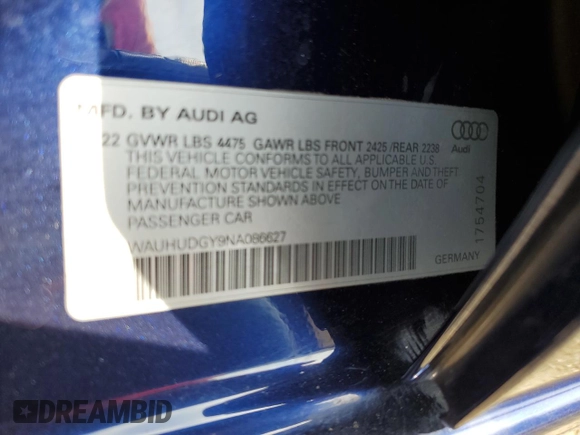 MFD. BY AUDI AG
22 GVWR LBS 4475 GAWR LBS FRONT 2425 /REAR 2238
THIS VEHICLE CONFORMS TO ALL APPLICABLE U.S.
FEDERAL MOTOR VEHICLE SAFETY, BUMPER AND THEFT
PREVENTION STANDARDS IN EFFECT ON THE DATE OF
MANUFACTURE SHOWN ABOVE
PASSENGER CAR
WAUHUDGY9NA086627
Audi
1754704
GERMANY
DREAMBID